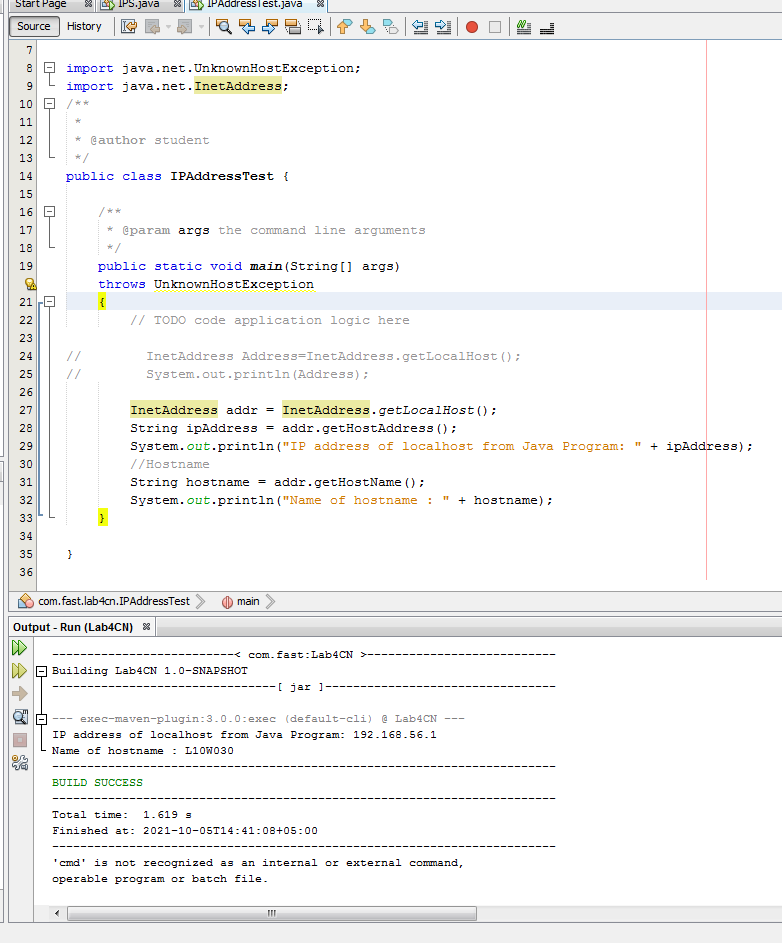 Start Page IPS.java IPAddressTest.java
Source History
7
8 import java.net.UnknownHostException;
9 import java.net.InetAddress;
10 /**
11 *
12 * @author student
13 */
14 public class IPAddressTest {
15
16 /**
17 * @param args the command line arguments
18 */
19 public static void main(String[] args)
throws UnknownHostException
21 {
22 // TODO code application logic here
23
24 // InetAddress Address=InetAddress.getLocalHost();
25 // System.out.println(Address);
26
27 InetAddress addr = InetAddress.getLocalHost();
28 String ipAddress = addr.getHostAddress();
29 System.out.println("IP address of localhost from Java Program: " + ipAddress);
30 //Hostname
31 String hostname = addr.getHostName();
32 System.out.println("Name of hostname : " + hostname);
33 }
34
35 }
36
com.fast.lab4cn.IPAddressTest main
Output - Run (Lab4CN)
--------------------------< com.fast:Lab4CN >---------------------------
Building Lab4CN 1.0-SNAPSHOT
--------------------------------[ jar ]---------------------------------
--- exec-maven-plugin:3.0.0:exec (default-cli) @ Lab4CN ---
IP address of localhost from Java Program: 192.168.56.1
Name of hostname : L10W030
------------------------------------------------------------------------
BUILD SUCCESS
------------------------------------------------------------------------
Total time:  1.619 s
Finished at: 2021-10-05T14:41:08+05:00
------------------------------------------------------------------------
'cmd' is not recognized as an internal or external command,
operable program or batch file.